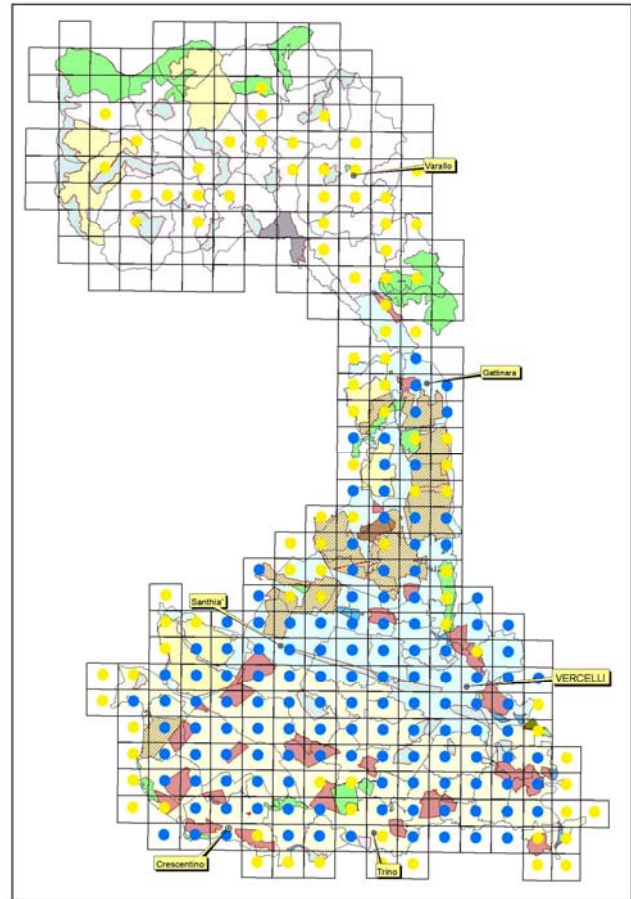 Varallo
Gattinara
Santhia'
VERCELLI
Crescentino
Trino